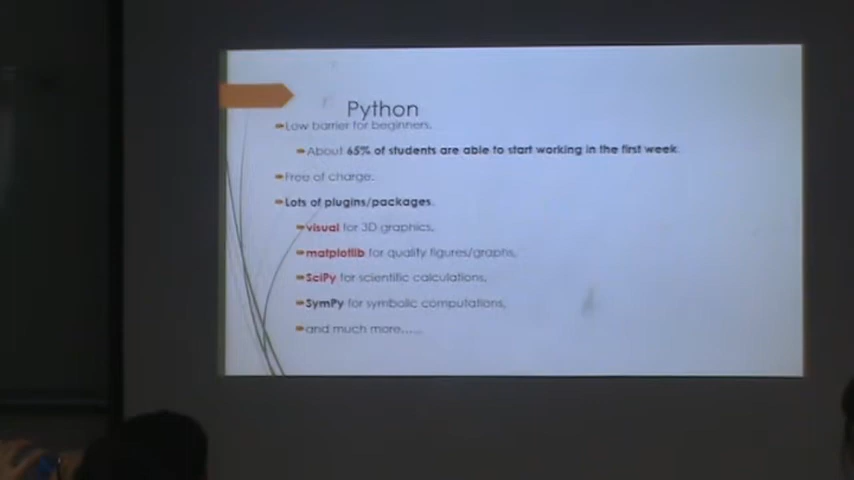 Python
Low barrier for beginners.
About 65% of students are able to start working in the first week.
Free of charge.
Lots of plugins/packages.
visual for 3D graphics.
matplotlib for quality figures/graphs.
SciPy for scientific calculations.
SymPy for symbolic computations.
and much more……